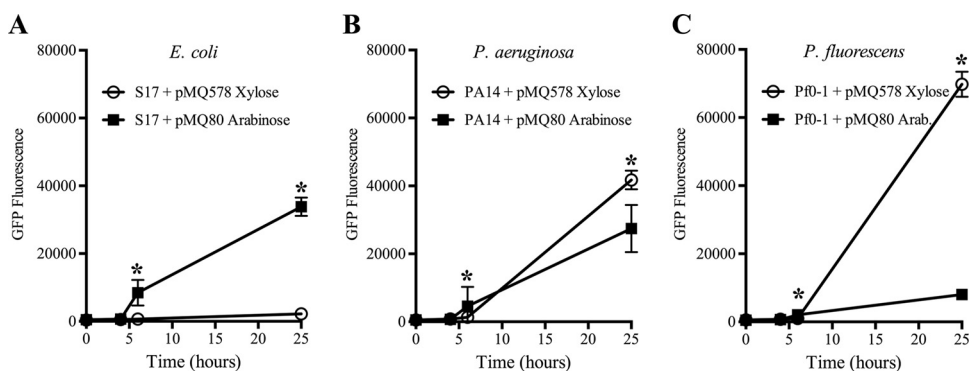 A
E. coli
GFP Fluorescence
80000
60000
40000
20000
0
S17 + pMQ578 Xylose
S17 + pMQ80 Arabinose
*
*
0 5 10 15 20 25
Time (hours)
B
P. aeruginosa
GFP Fluorescence
80000
60000
40000
20000
0
PA14 + pMQ578 Xylose
PA14 + pMQ80 Arabinose
*
*
0 5 10 15 20 25
Time (hours)
C
P. fluorescens
GFP Fluorescence
80000
60000
40000
20000
0
Pf0-1 + pMQ578 Xylose
Pf0-1 + pMQ80 Arab.
*
*
0 5 10 15 20 25
Time (hours)